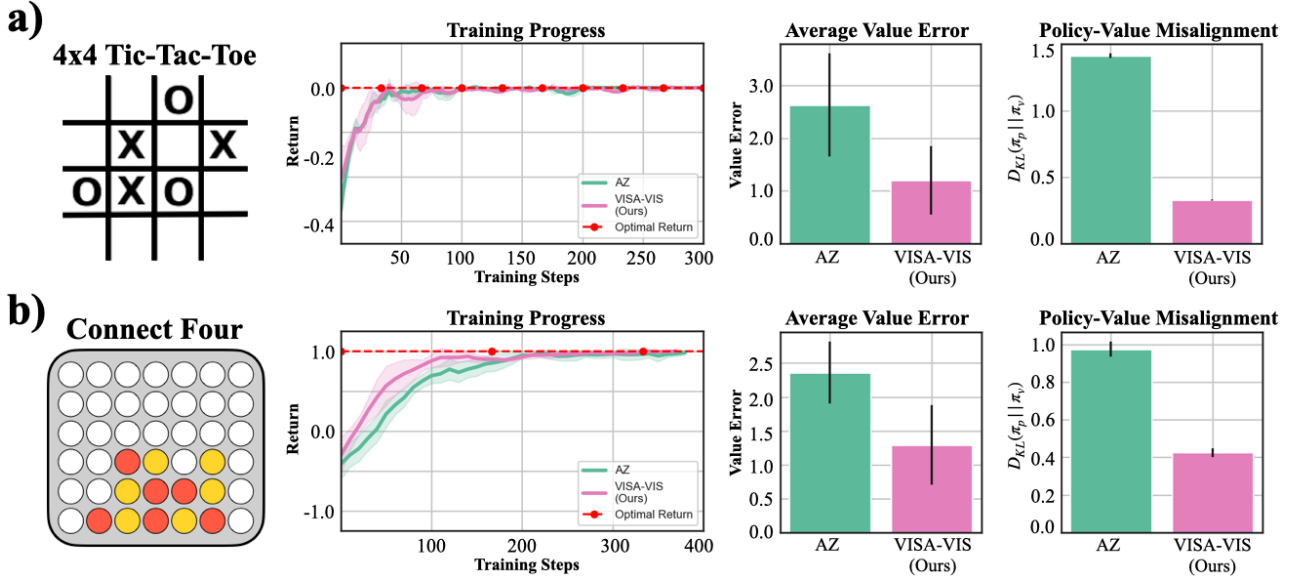 a)
4x4 Tic-Tac-Toe
O
X X
O X O
Training Progress
Return
0.0
-0.2
-0.4
AZ
VISA-VIS
(Ours)
Optimal Return
50 100 150 200 250 300
Training Steps
Average Value Error
Value Error
3.0
2.0
1.0
0.0
AZ VISA-VIS
(Ours)
Policy-Value Misalignment
D_KL(π_p||π_v)
1.5
1.0
0.5
0.0
AZ VISA-VIS
(Ours)
b)
Connect Four
Training Progress
Return
1.0
0.0
-1.0
AZ
VISA-VIS
(Ours)
Optimal Return
100 200 300 400
Training Steps
Average Value Error
Value Error
2.5
2.0
1.5
1.0
0.5
0.0
AZ VISA-VIS
(Ours)
Policy-Value Misalignment
D_KL(π_p||π_v)
1.0
0.8
0.6
0.4
0.2
0.0
AZ VISA-VIS
(Ours)